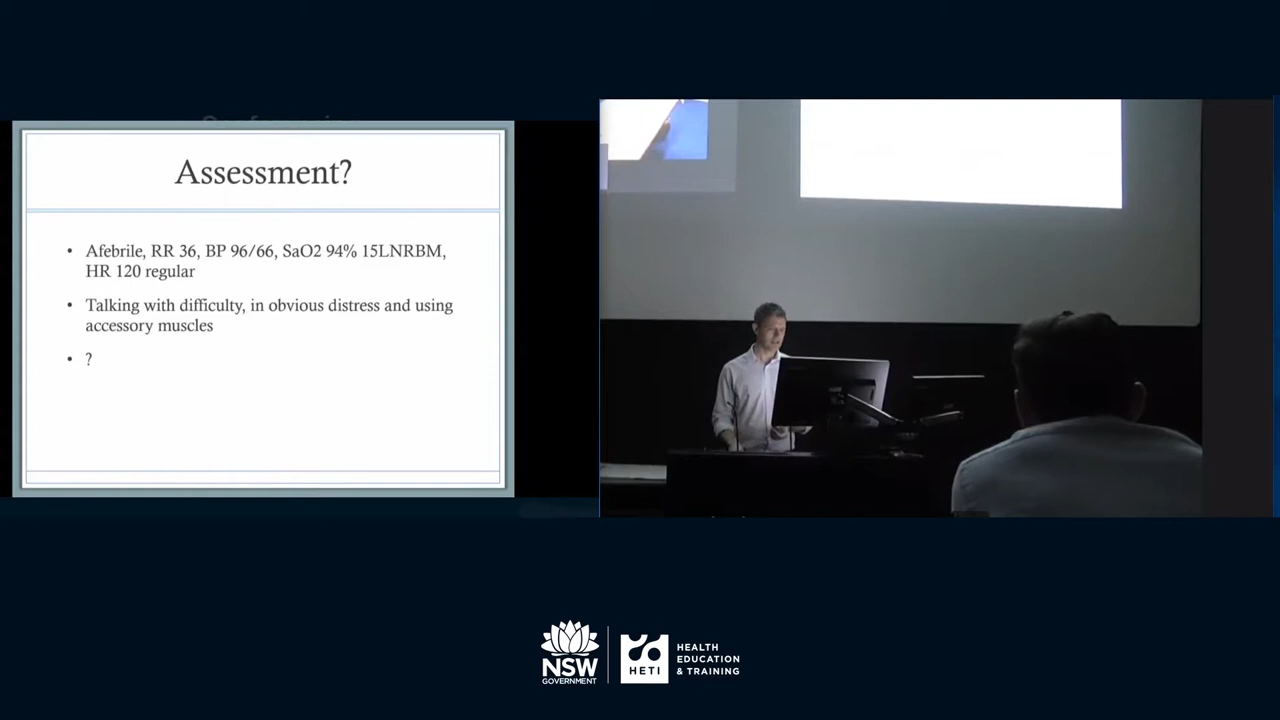 Assessment?
• Afebrile, RR 36, BP 96/66, SaO2 94% 15LNRBM,
HR 120 regular
• Talking with difficulty, in obvious distress and using
accessory muscles
• ?
NSW
GOVERNMENT
HETI
HEALTH
EDUCATION
& TRAINING